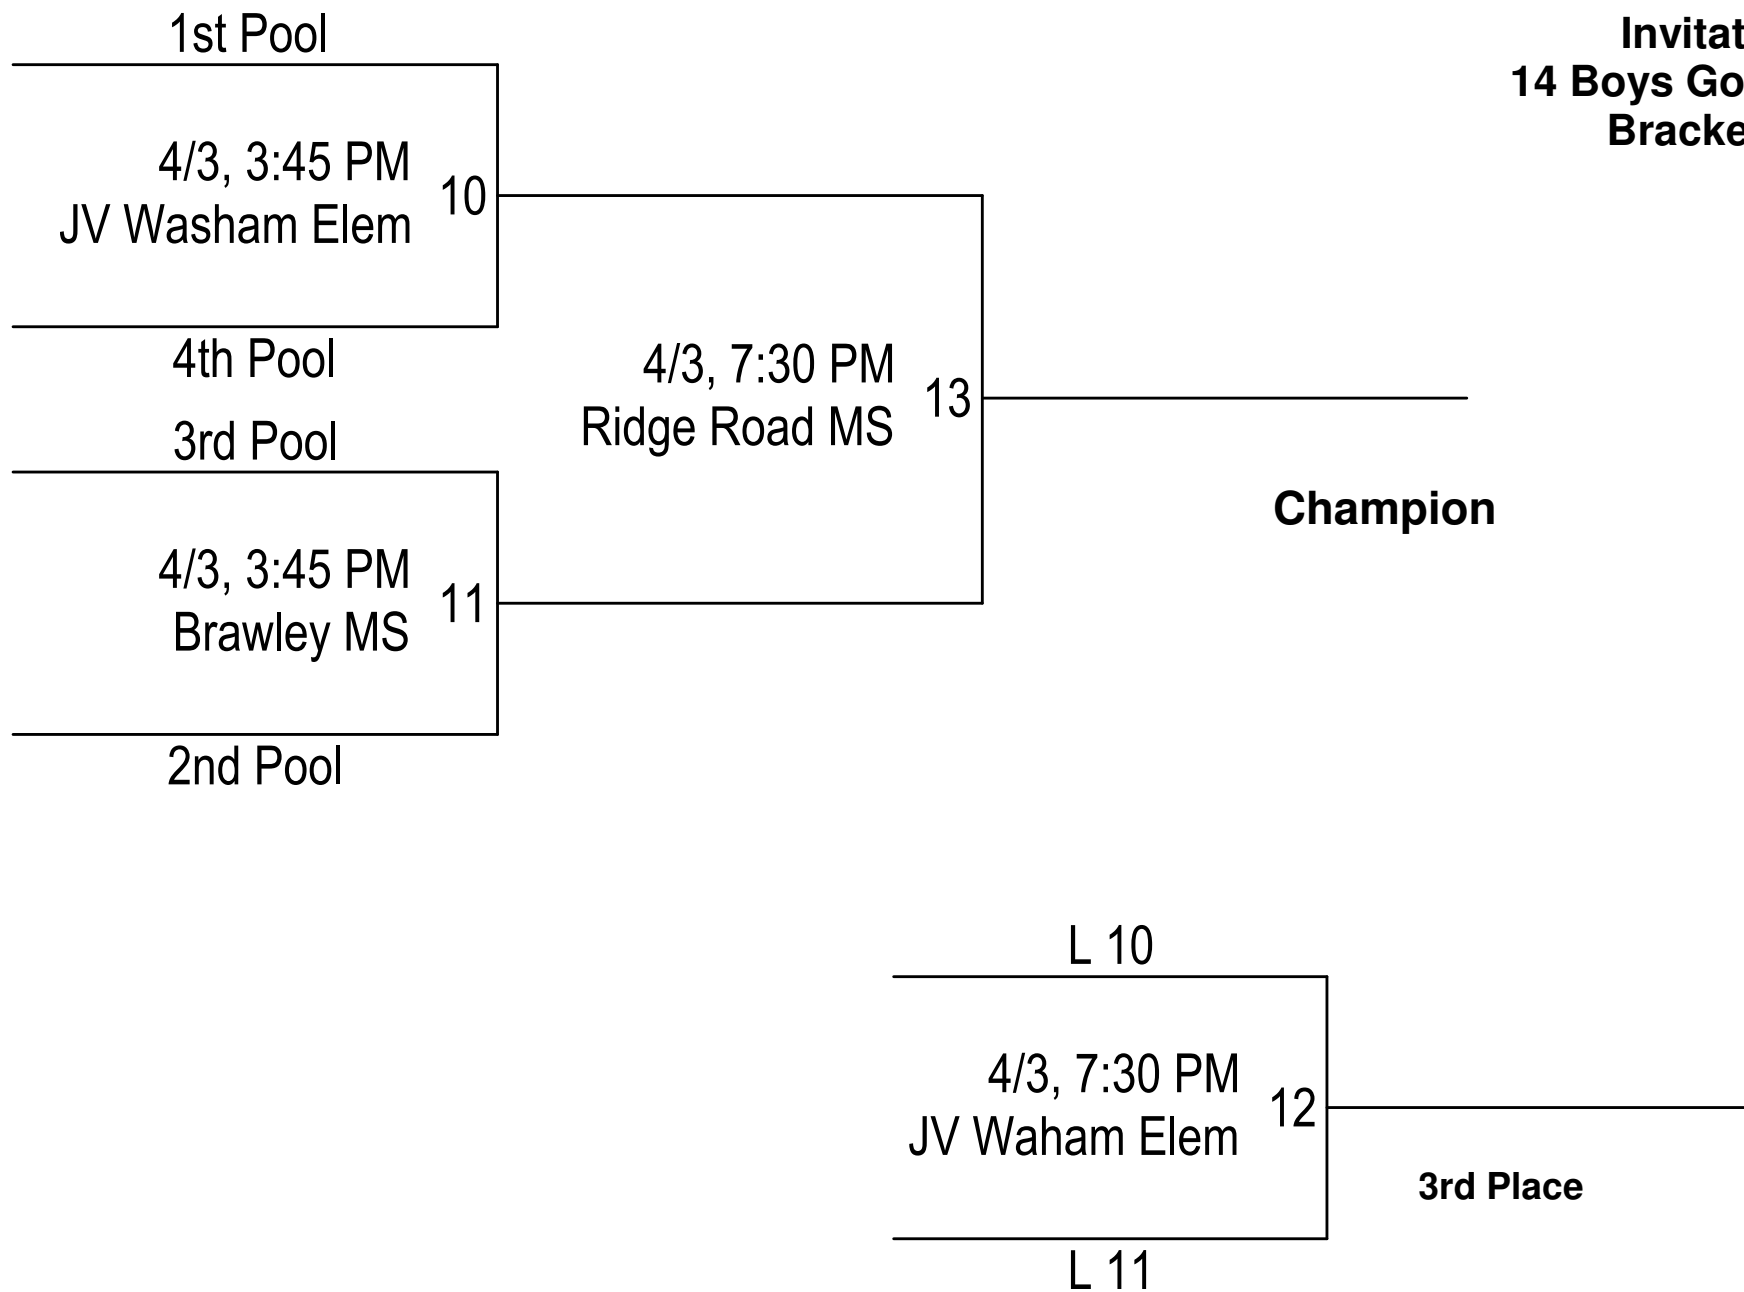 1st Pool
Invitat
14 Boys Go
Bracke
4/3, 3:45 PM
JV Washam Elem
10
4th Pool
4/3, 7:30 PM
Ridge Road MS
13
3rd Pool
Champion
4/3, 3:45 PM
Brawley MS
11
2nd Pool
L 10
4/3, 7:30 PM
JV Waham Elem
12
3rd Place
L 11